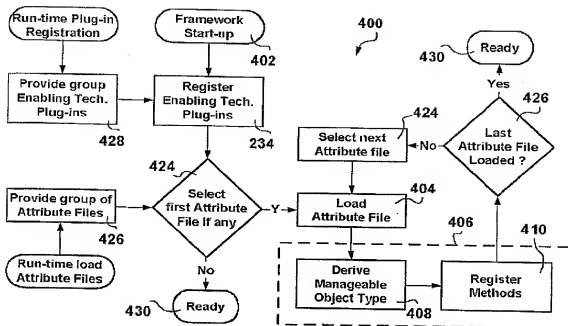 Run-time Plug-in
Registration
Framework
Start-up
402
400
430
Ready
Provide group
Enabling Tech.
Plug-ins
428
Register
Enabling Tech.
Plug-ins
234
Yes
426
424
Select next
Attribute file
No
Last
Attribute File
Loaded ?
424
Select
first Attribute
File if any
Y
Load
Attribute File
404
Provide group of
Attribute Files
426
Run-time load
Attribute Files
406
410
Derive
Manageable
Object Type
408
Register
Methods
No
430
Ready